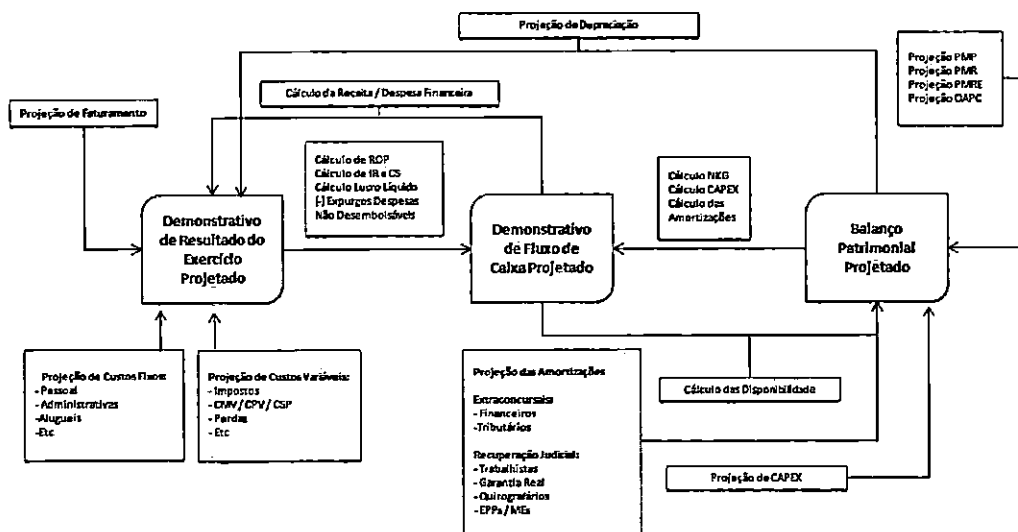 Projeção de Depreciação
Projeção PMP
Projeção PMR
Projeção PMRE
Projeção OAPC
Cálculo da Receita / Despesa Financeira
Projeção de Faturamento
Cálculo de ROP
Cálculo de IR e CS
Cálculo Lucro Líquido
(-) Expurgos Despesas
Não Desembolsáveis
Cálculo NKG
Cálculo CAPEX
Cálculo das
Amortizações
Demonstrativo
de Resultado do
Exercício
Projetado
Demonstrativo
de Fluxo de
Caixa Projetado
Balanço
Patrimonial
Projetado
Projeção de Custos Fixos:
- Pessoal
- Administrativas
- Alugueis
- Etc
Projeção de Custos Variáveis:
- Impostos
- CMV / CPV / CSP
- Perdas
- Etc
Projeção das Amortizações
Extraconcursais:
- Financeiros
- Tributários
Recuperação Judicial:
- Trabalhistas
- Garantia Real
- Quirografários
- EPPs / MEs
Cálculo das Disponibilidade
Projeção de CAPEX